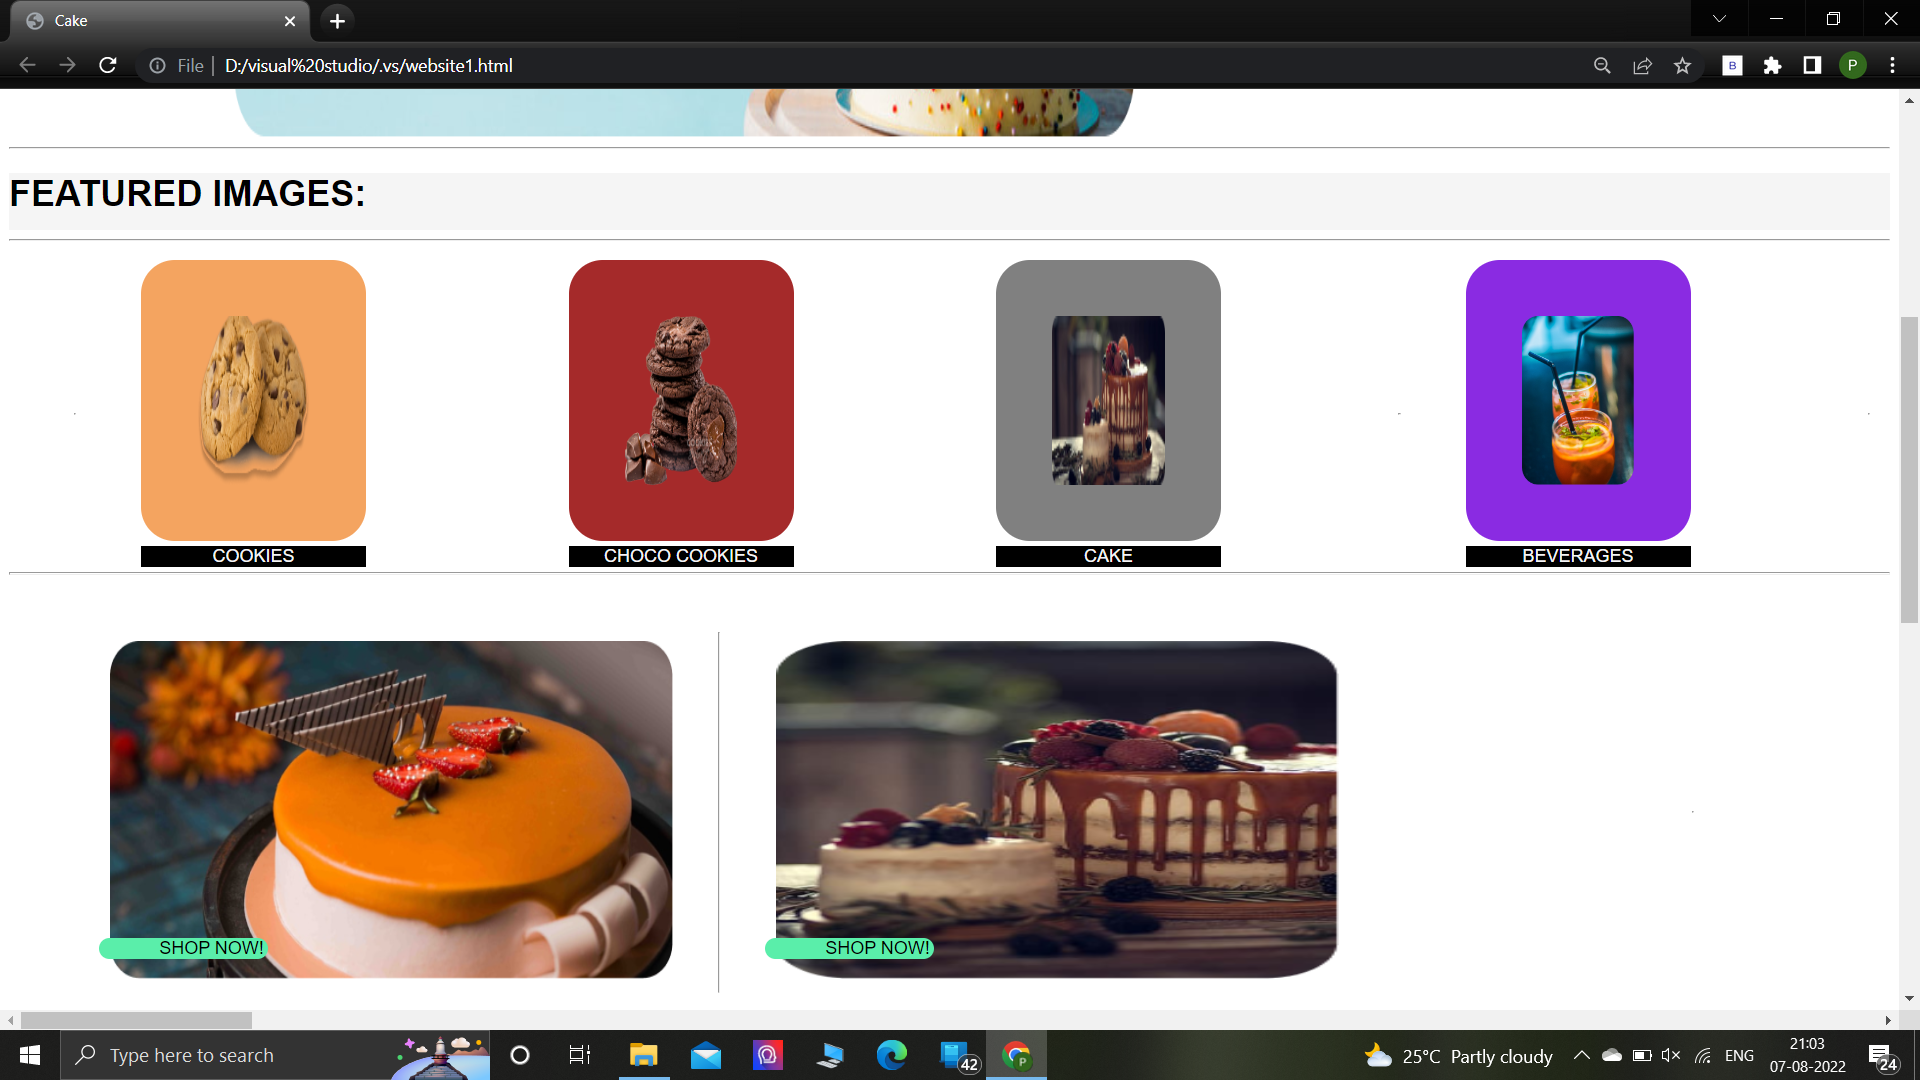 Cake
File | D:/visual%20studio/.vs/website1.html
B
P
FEATURED IMAGES:
COOKIES
CHOCO COOKIES
CAKE
BEVERAGES
SHOP NOW!
SHOP NOW!
Type here to search
42
P
25°C Partly cloudy
ENG
21:03
07-08-2022
24